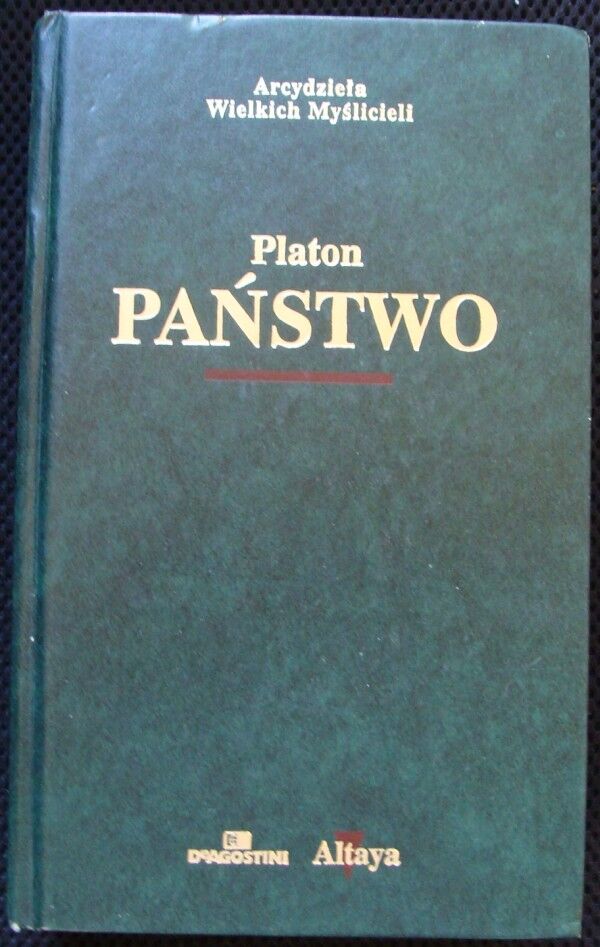 Arcydzieła
Wielkich Myślicieli
Platon
PAŃSTWO
DEAGOSTINI Altaya